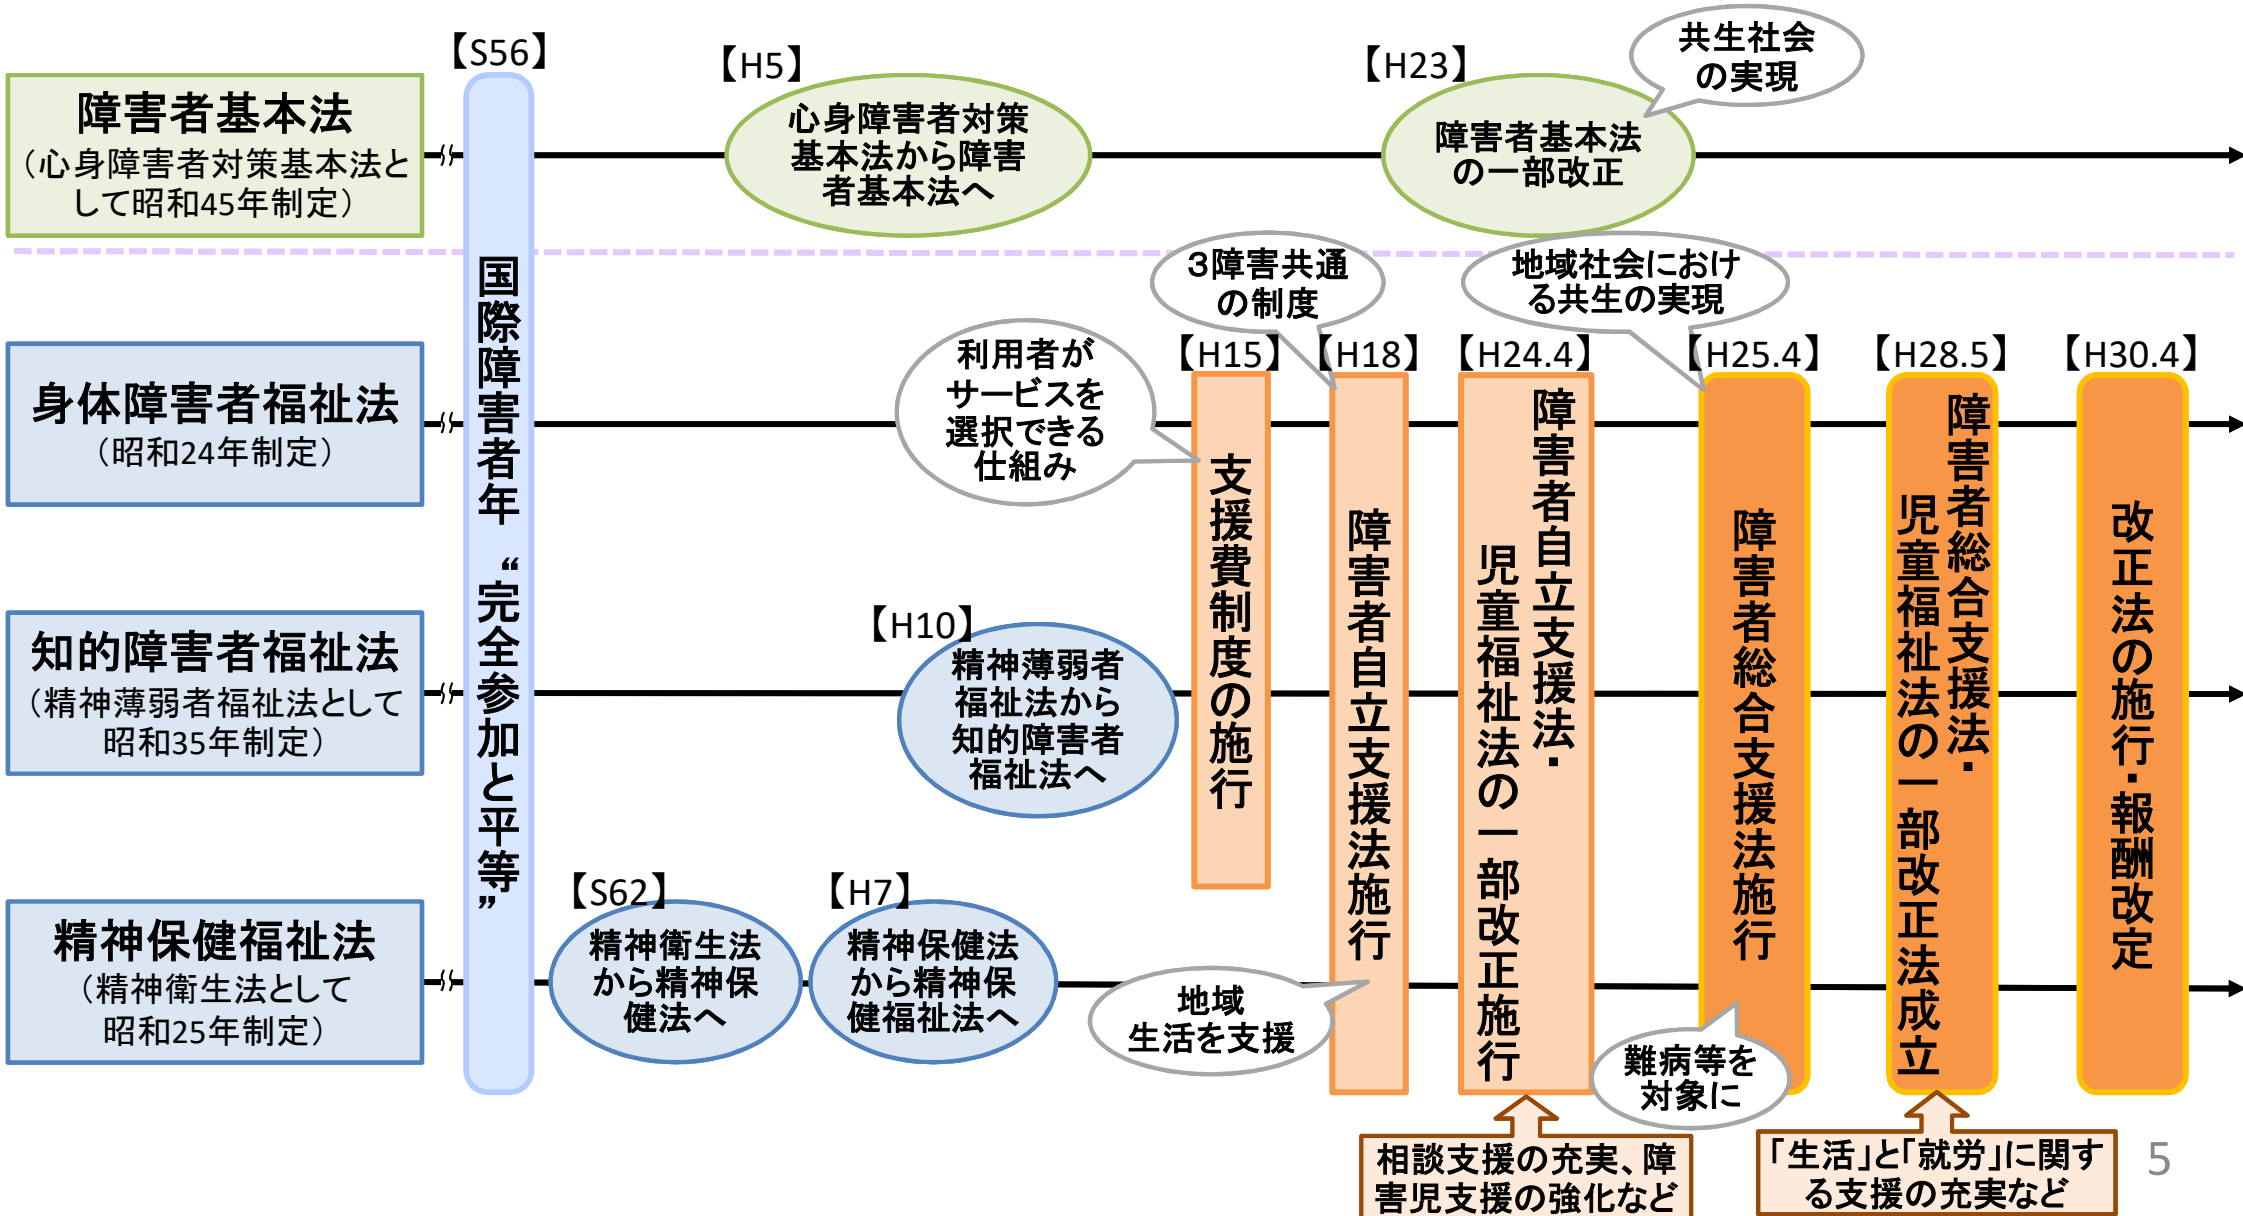 【S56】
【H5】
【H23】
共生社会
の実現
障害者基本法
（心身障害者対策基本法と
して昭和45年制定）
心身障害者対策
基本法から障害
者基本法へ
障害者基本法
の一部改正
国際障害者年 “完全参加と平等”
３障害共通
の制度
地域社会におけ
る共生の実現
利用者が
サービスを
選択できる
仕組み
【H15】
【H18】
【H24.4】
【H25.4】
【H28.5】
【H30.4】
身体障害者福祉法
（昭和24年制定）
支援費制度の施行
障害者自立支援法施行
障害者自立支援法・
児童福祉法の一部改正施行
障害者総合支援法施行
障害者総合支援法・
児童福祉法の一部改正法成立
改正法の施行・報酬改定
知的障害者福祉法
（精神薄弱者福祉法として
昭和35年制定）
【H10】
精神薄弱者
福祉法から
知的障害者
福祉法へ
精神保健福祉法
（精神衛生法として
昭和25年制定）
【S62】
精神衛生法
から精神保
健法へ
【H7】
精神保健法
から精神保
健福祉法へ
地域
生活を支援
難病等を
対象に
相談支援の充実、障
害児支援の強化など
「生活」と「就労」に関す
る支援の充実など
5